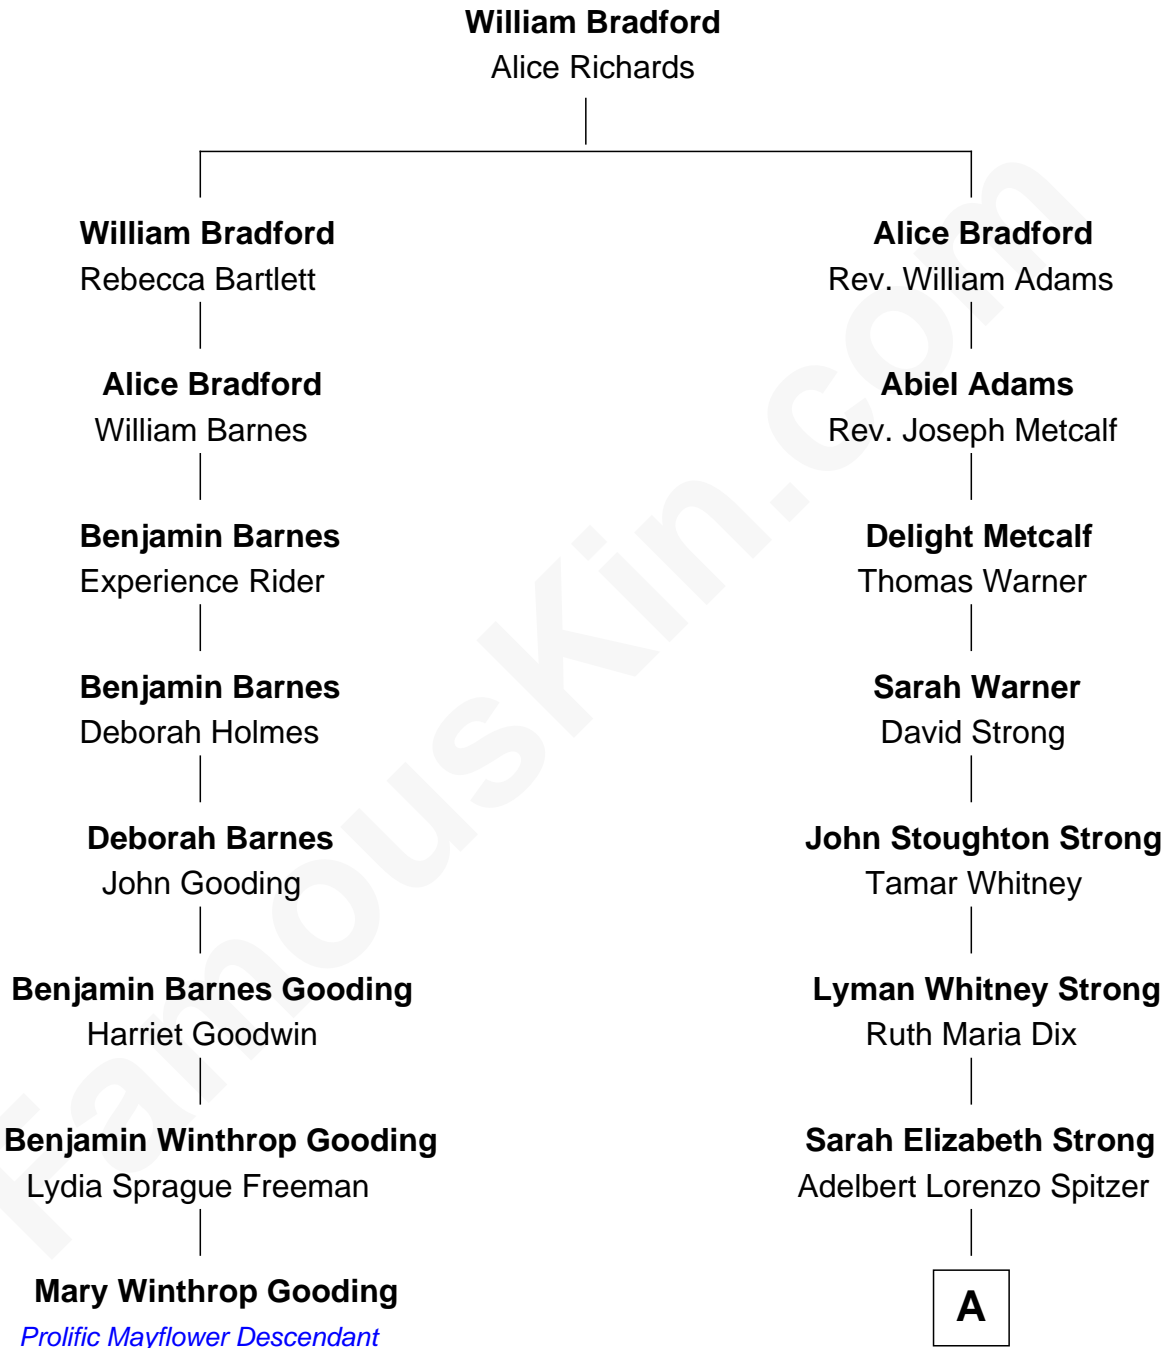 William Bradford
Alice Richards
William Bradford
Rebecca Bartlett
Alice Bradford
William Barnes
Benjamin Barnes
Experience Rider
Benjamin Barnes
Deborah Holmes
Deborah Barnes
John Gooding
Benjamin Barnes Gooding
Harriet Goodwin
Benjamin Winthrop Gooding
Lydia Sprague Freeman
Mary Winthrop Gooding
Prolific Mayflower Descendant
Alice Bradford
Rev. William Adams
Abiel Adams
Rev. Joseph Metcalf
Delight Metcalf
Thomas Warner
Sarah Warner
David Strong
John Stoughton Strong
Tamar Whitney
Lyman Whitney Strong
Ruth Maria Dix
Sarah Elizabeth Strong
Adelbert Lorenzo Spitzer
A
FamousKin.com